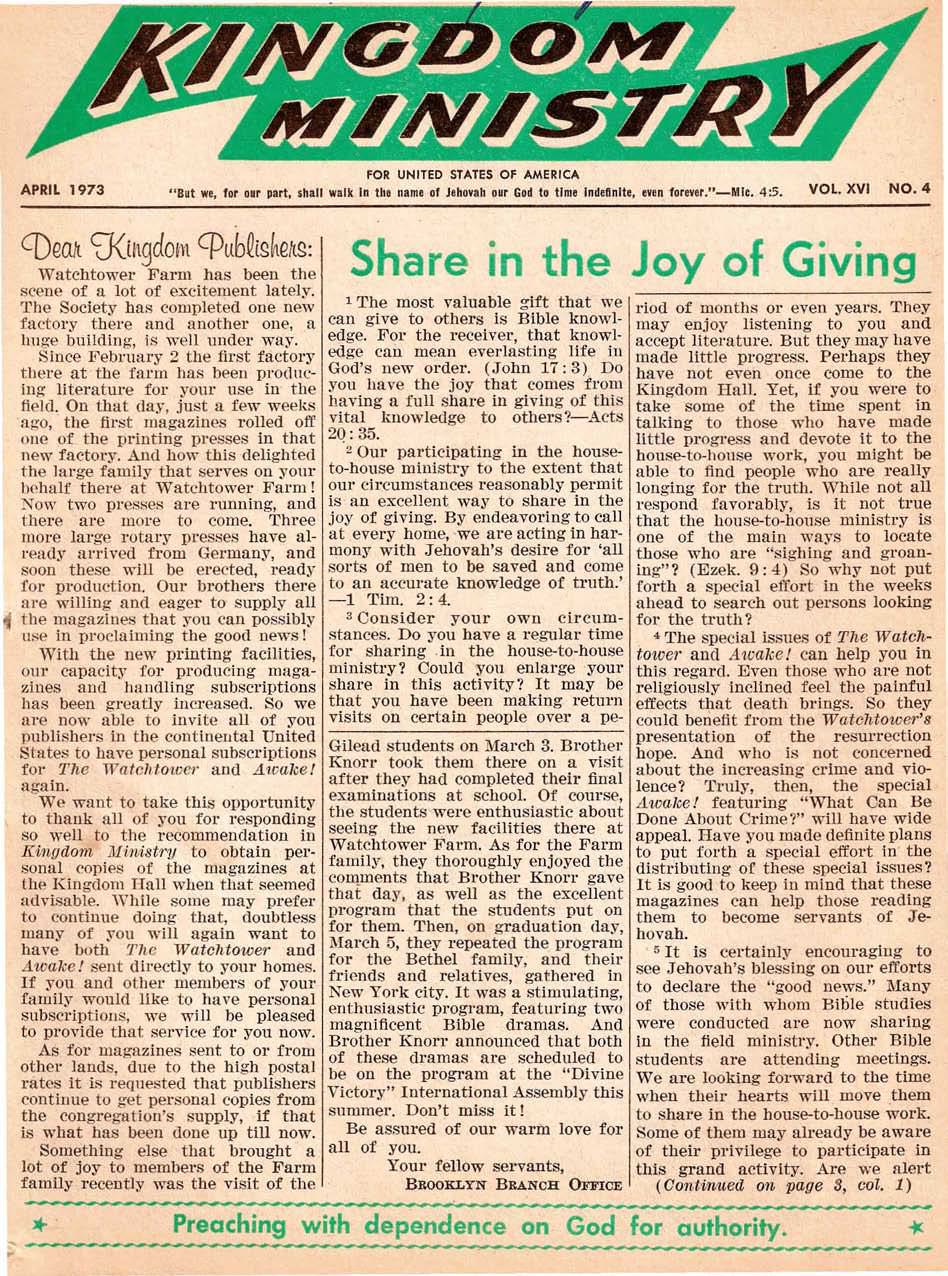 KINGDOM
MINISTRY
FOR UNITED STATES OF AMERICA
APRIL 1973
"But we, for our part, shall walk in the name of Jehovah our God to time indefinite, even forever."—Mic. 4:5.
VOL. XVI NO. 4
Dear Kingdom Publishers:
Watchtower Farm has been the
scene of a lot of excitement lately.
The Society has completed one new
factory there and another one, a
huge building, is well under way.
Since February 2 the first factory
there at the farm has been produc-
ing literature for your use in the
field. On that day, just a few weeks
ago, the first magazines rolled off
one of the printing presses in that
new factory. And how this delighted
the large family that serves on your
behalf there at Watchtower Farm!
Now two presses are running, and
there are more to come. Three
more large rotary presses have al-
ready arrived from Germany, and
soon these will be erected, ready
for production. Our brothers there
are willing and eager to supply all
the magazines that you can possibly
use in proclaiming the good news!
With the new printing facilities,
our capacity for producing maga-
zines and handling subscriptions
has been greatly increased. So we
are now able to invite all of you
publishers in the continental United
States to have personal subscriptions
for The Watchtower and Awake!
again.
We want to take this opportunity
to thank all of you for responding
so well to the recommendation in
Kingdom Ministry to obtain per-
sonal copies of the magazines at
the Kingdom Hall when that seemed
advisable. While some may prefer
to continue doing that, doubtless
many of you will again want to
have both The Watchtower and
Awake! sent directly to your homes.
If you and other members of your
family would like to have personal
subscriptions, we will be pleased
to provide that service for you now.
As for magazines sent to or from
other lands, due to the high postal
rates it is requested that publishers
continue to get personal copies from
the congregation's supply, if that
is what has been done up till now.
Something else that brought a
lot of joy to members of the Farm
family recently was the visit of the
Gilead students on March 3. Brother
Knorr took them there on a visit
after they had completed their final
examinations at school. Of course,
the students were enthusiastic about
seeing the new facilities there at
Watchtower Farm. As for the Farm
family, they thoroughly enjoyed the
comments that Brother Knorr gave
that day, as well as the excellent
program that the students put on
for them. Then, on graduation day,
March 5, they repeated the program
for the Bethel family, and their
friends and relatives, gathered in
New York city. It was a stimulating,
enthusiastic program, featuring two
magnificent Bible dramas. And
Brother Knorr announced that both
of these dramas are scheduled to
be on the program at the "Divine
Victory" International Assembly this
summer. Don't miss it!
Be assured of our warm love for
all of you.
Your fellow servants,
BROOKLYN BRANCH OFFICE
Share in the Joy of Giving
1 The most valuable gift that we
can give to others is Bible knowl-
edge. For the receiver, that knowl-
edge can mean everlasting life in
God's new order. (John 17:3) Do
you have the joy that comes from
having a full share in giving of this
vital knowledge to others?—Acts
20:35.
2 Our participating in the house-
to-house ministry to the extent that
our circumstances reasonably permit
is an excellent way to share in the
joy of giving. By endeavoring to call
at every home, we are acting in har-
mony with Jehovah's desire for 'all
sorts of men to be saved and come
to an accurate knowledge of truth.'
—1 Tim. 2:4.
3 Consider your own circum-
stances. Do you have a regular time
for sharing in the house-to-house
ministry? Could you enlarge your
share in this activity? It may be
that you have been making return
visits on certain people over a pe-
riod of months or even years. They
may enjoy listening to you and
accept literature. But they may have
made little progress. Perhaps they
have not even once come to the
Kingdom Hall. Yet, if you were to
take some of the time spent in
talking to those who have made
little progress and devote it to the
house-to-house work, you might be
able to find people who are really
longing for the truth. While not all
respond favorably, is it not true
that the house-to-house ministry is
one of the main ways to locate
those who are "sighing and groan-
ing"? (Ezek. 9:4) So why not put
forth a special effort in the weeks
ahead to search out persons looking
for the truth?
4 The special issues of The Watch-
tower and Awake! can help you in
this regard. Even those who are not
religiously inclined feel the painful
effects that death brings. So they
could benefit from the Watchtower's
presentation of the resurrection
hope. And who is not concerned
about the increasing crime and vio-
lence? Truly, then, the special
Awake! featuring "What Can Be
Done About Crime?" will have wide
appeal. Have you made definite plans
to put forth a special effort in the
distributing of these special issues?
It is good to keep in mind that these
magazines can help those reading
them to become servants of Je-
hovah.
5 It is certainly encouraging to
see Jehovah's blessing on our efforts
to declare the "good news." Many
of those with whom Bible studies
were conducted are now sharing
in the field ministry. Other Bible
students are attending meetings.
We are looking forward to the time
when their hearts will move them
to share in the house-to-house work.
Some of them may already be aware
of their privilege to participate in
this grand activity. Are we alert
(Continued on page 3, col. 1)
Preaching with dependence on God for authority.